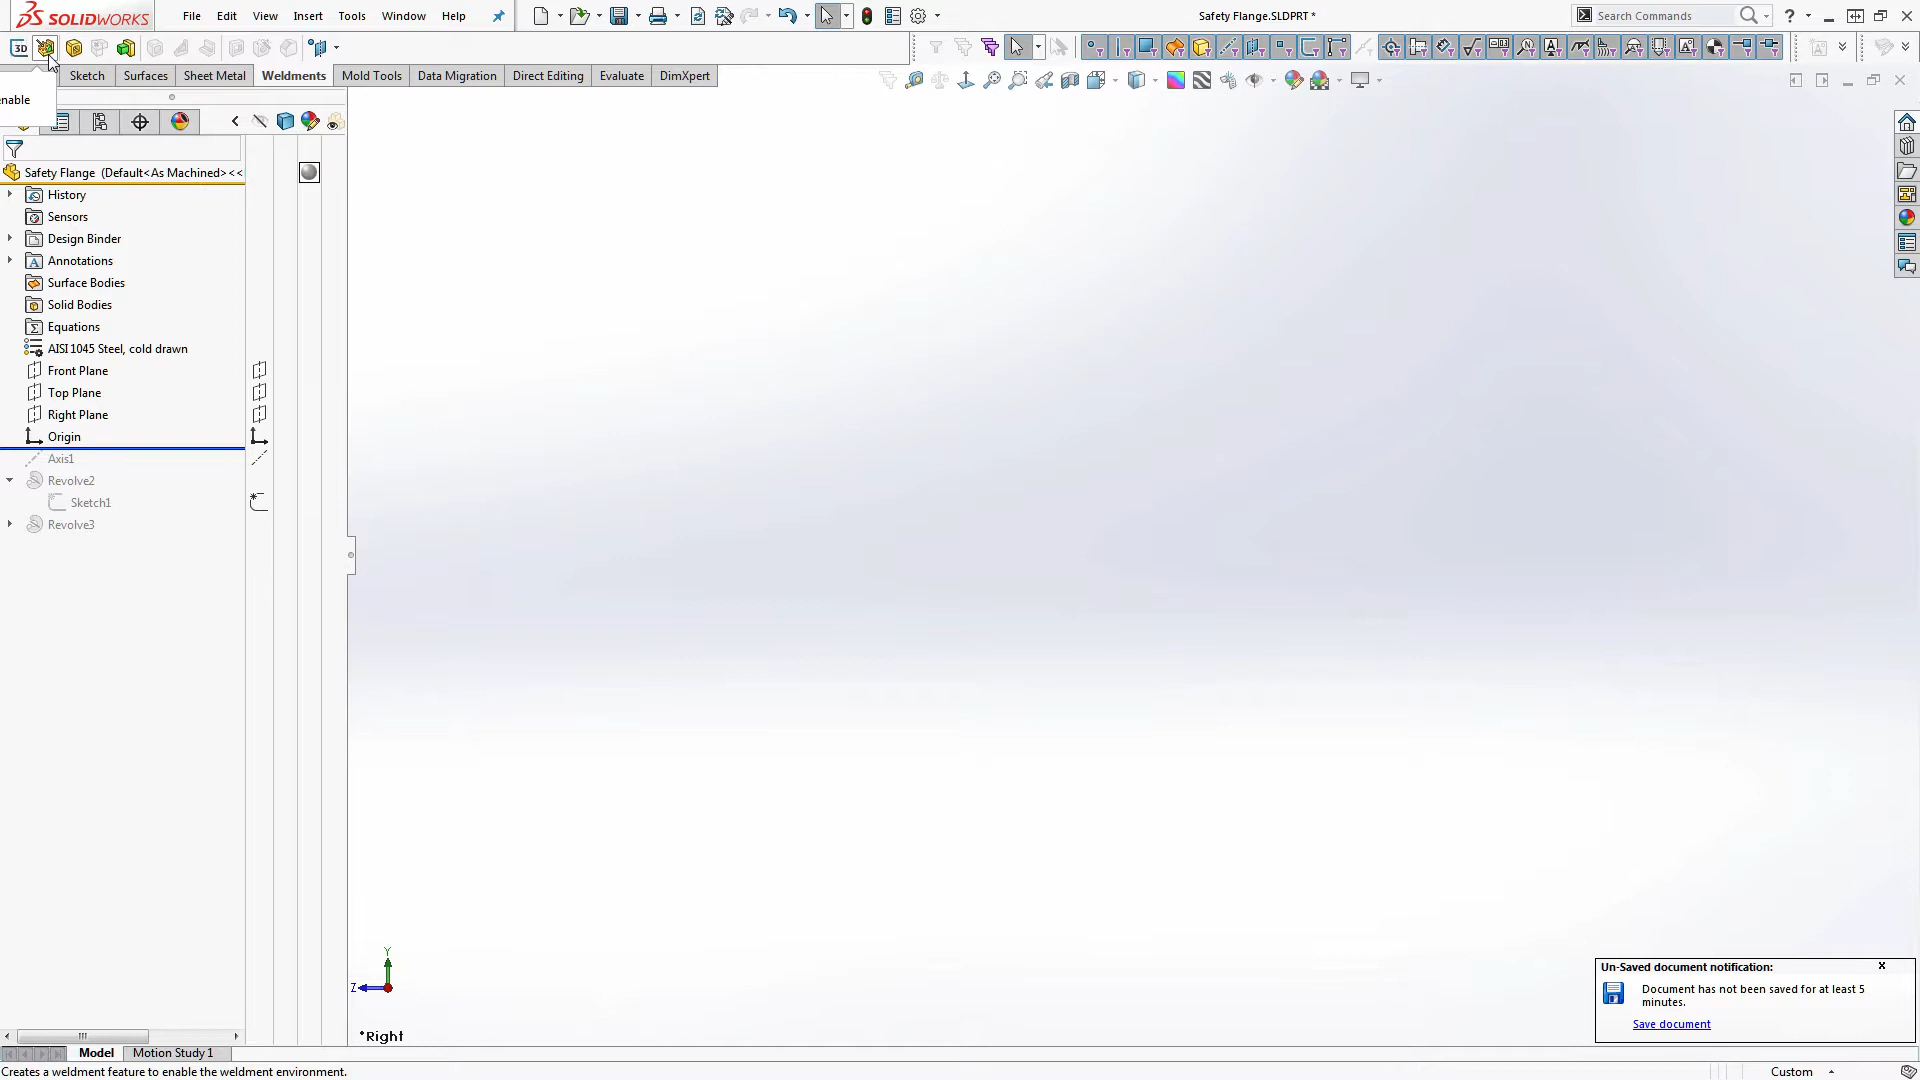 SOLIDWORKS File Edit View Insert Tools Window Help Safety Flange.SLDPRT * Search Commands
3D
Sketch Surfaces Sheet Metal Weldments Mold Tools Data Migration Direct Editing Evaluate DimXpert
enable
Safety Flange (Default<As Machined><<
History
Sensors
Design Binder
Annotations
Surface Bodies
Solid Bodies
Equations
AISI 1045 Steel, cold drawn
Front Plane
Top Plane
Right Plane
Origin
Axis1
Revolve2
Sketch1
Revolve3
Y
Z
*Right
Un-Saved document notification: x
Document has not been saved for at least 5
minutes.
Save document
Model Motion Study 1
Creates a weldment feature to enable the weldment environment. Custom